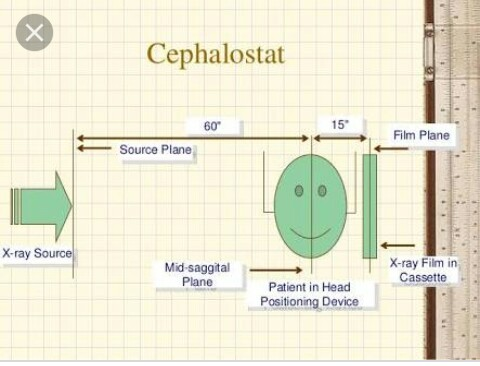 Cephalostat
60"
15"
Film Plane
Source Plane
X-ray Source
Mid-saggital
Plane
Patient in Head
Positioning Device
X-ray Film in
Cassette